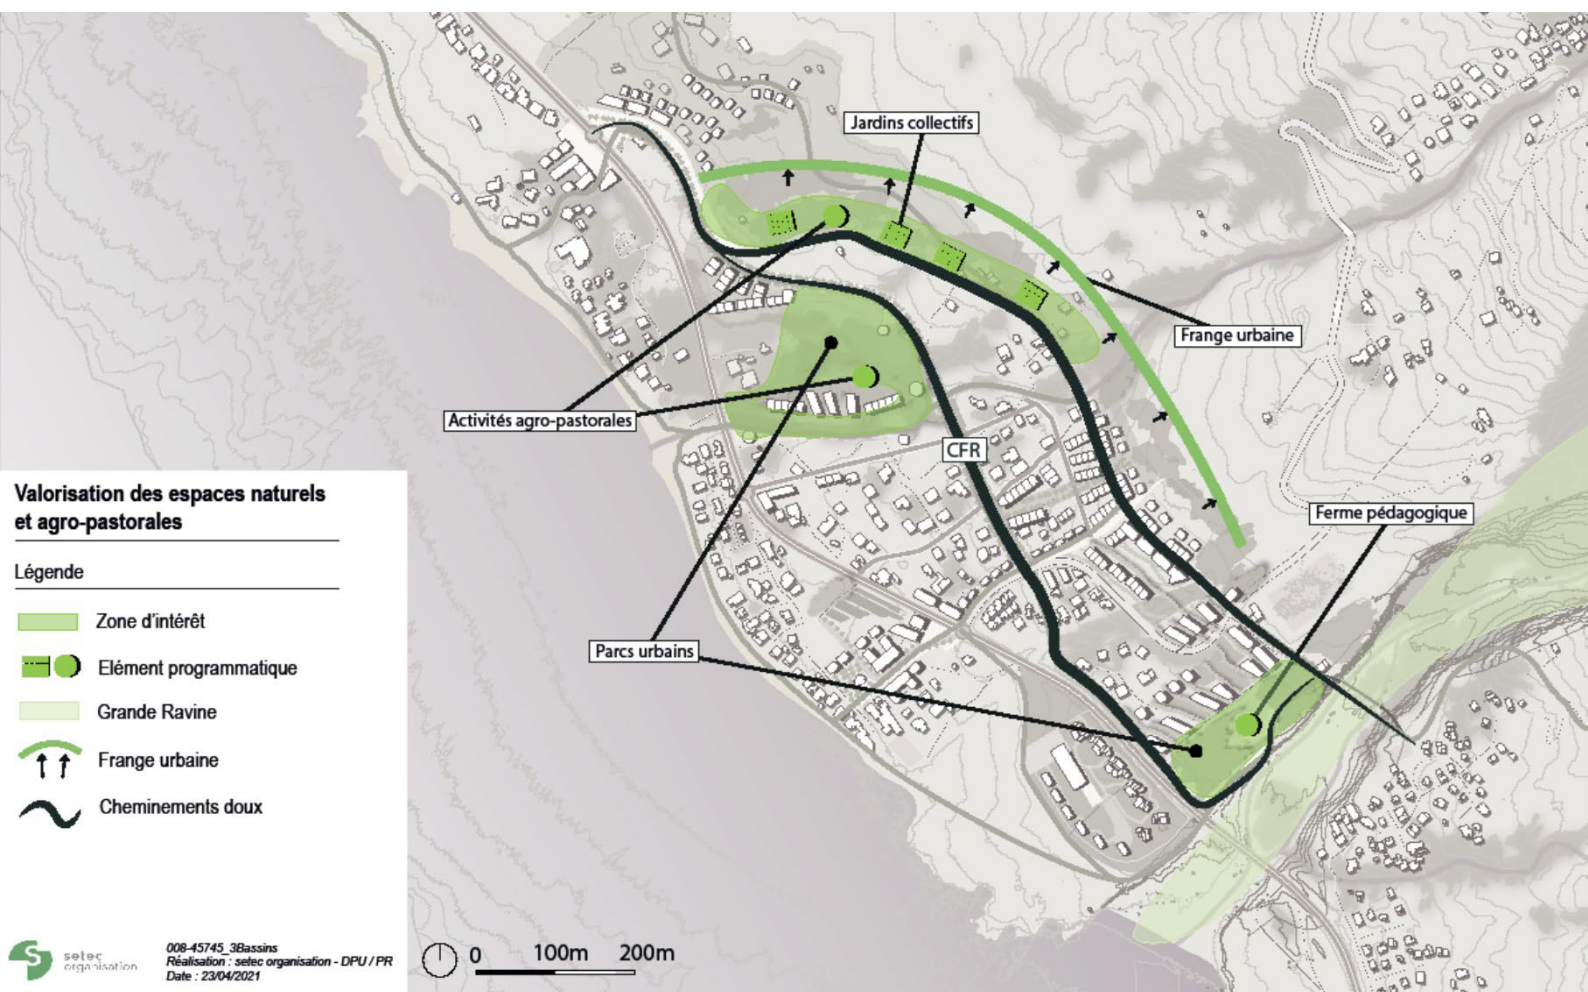 Jardins collectifs
Frange urbaine
Activités agro-pastorales
CFR
Ferme pédagogique
Parcs urbains
Valorisation des espaces naturels
et agro-pastorales
Légende
Zone d'intérêt
Elément programmatique
Grande Ravine
Frange urbaine
Cheminements doux
setec
organisation
008-45745_3Bassins
Réalisation : setec organisation - DPU / PR
Date : 23/04/2021
0 100m 200m